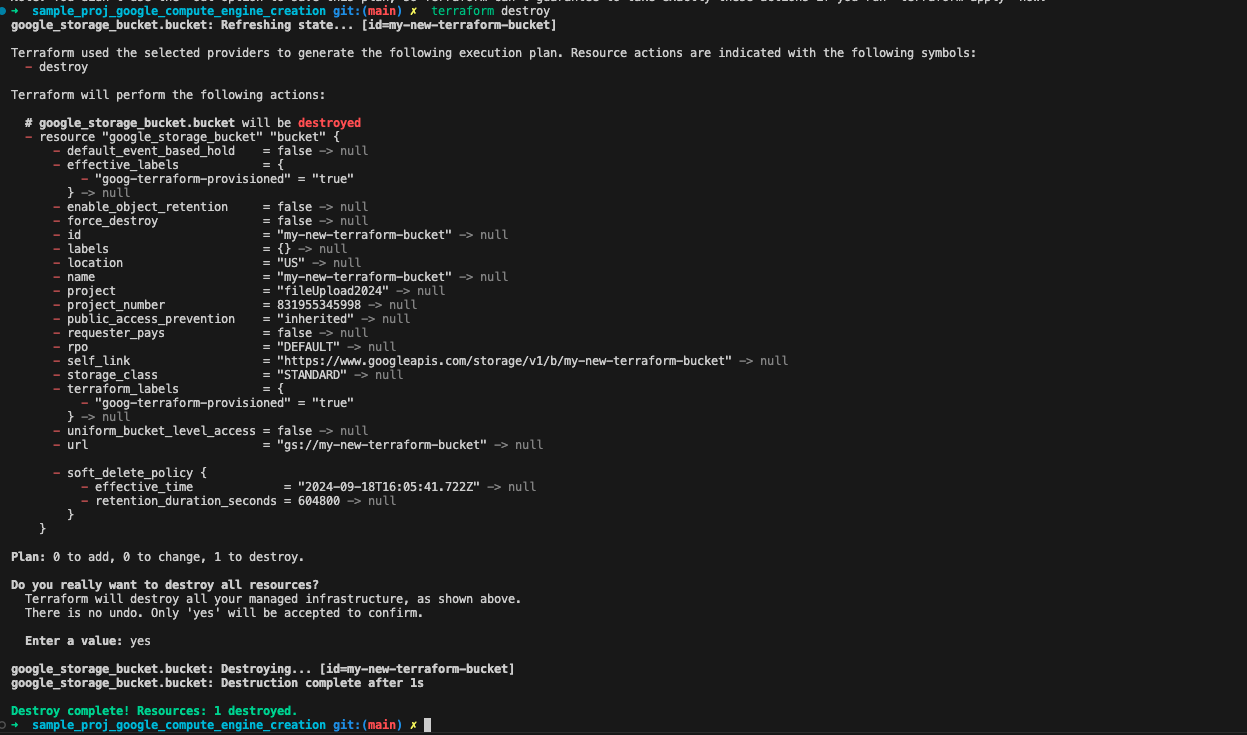 ➜ sample_proj_google_compute_engine_creation git:(main) ✗ terraform destroy
google_storage_bucket.bucket: Refreshing state... [id=my-new-terraform-bucket]

Terraform used the selected providers to generate the following execution plan. Resource actions are indicated with the following symbols:
  - destroy

Terraform will perform the following actions:

  # google_storage_bucket.bucket will be destroyed
  - resource "google_storage_bucket" "bucket" {
      - default_event_based_hold    = false -> null
      - effective_labels            = {
          - "goog-terraform-provisioned" = "true"
        } -> null
      - enable_object_retention     = false -> null
      - force_destroy               = false -> null
      - id                          = "my-new-terraform-bucket" -> null
      - labels                      = {} -> null
      - location                    = "US" -> null
      - name                        = "my-new-terraform-bucket" -> null
      - project                     = "fileUpload2024" -> null
      - project_number              = 831955345998 -> null
      - public_access_prevention    = "inherited" -> null
      - requester_pays              = false -> null
      - rpo                         = "DEFAULT" -> null
      - self_link                   = "https://www.googleapis.com/storage/v1/b/my-new-terraform-bucket" -> null
      - storage_class               = "STANDARD" -> null
      - terraform_labels            = {
          - "goog-terraform-provisioned" = "true"
        } -> null
      - uniform_bucket_level_access = false -> null
      - url                         = "gs://my-new-terraform-bucket" -> null

      - soft_delete_policy {
          - effective_time             = "2024-09-18T16:05:41.722Z" -> null
          - retention_duration_seconds = 604800 -> null
        }
    }

Plan: 0 to add, 0 to change, 1 to destroy.

Do you really want to destroy all resources?
  Terraform will destroy all your managed infrastructure, as shown above.
  There is no undo. Only 'yes' will be accepted to confirm.

  Enter a value: yes

google_storage_bucket.bucket: Destroying... [id=my-new-terraform-bucket]
google_storage_bucket.bucket: Destruction complete after 1s

Destroy complete! Resources: 1 destroyed.
➜ sample_proj_google_compute_engine_creation git:(main) ✗